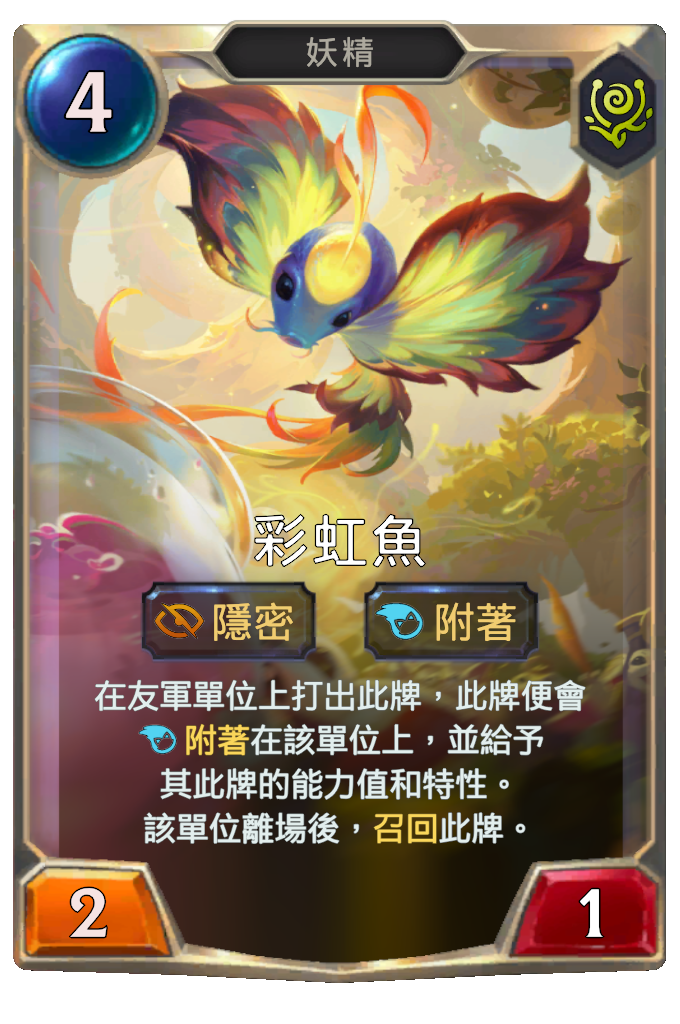 妖精
4
彩虹魚
隱密 附著
在友軍單位上打出此牌，此牌便會
附著在該單位上，並給予
其此牌的能力值和特性。
該單位離場後，召回此牌。
2 1